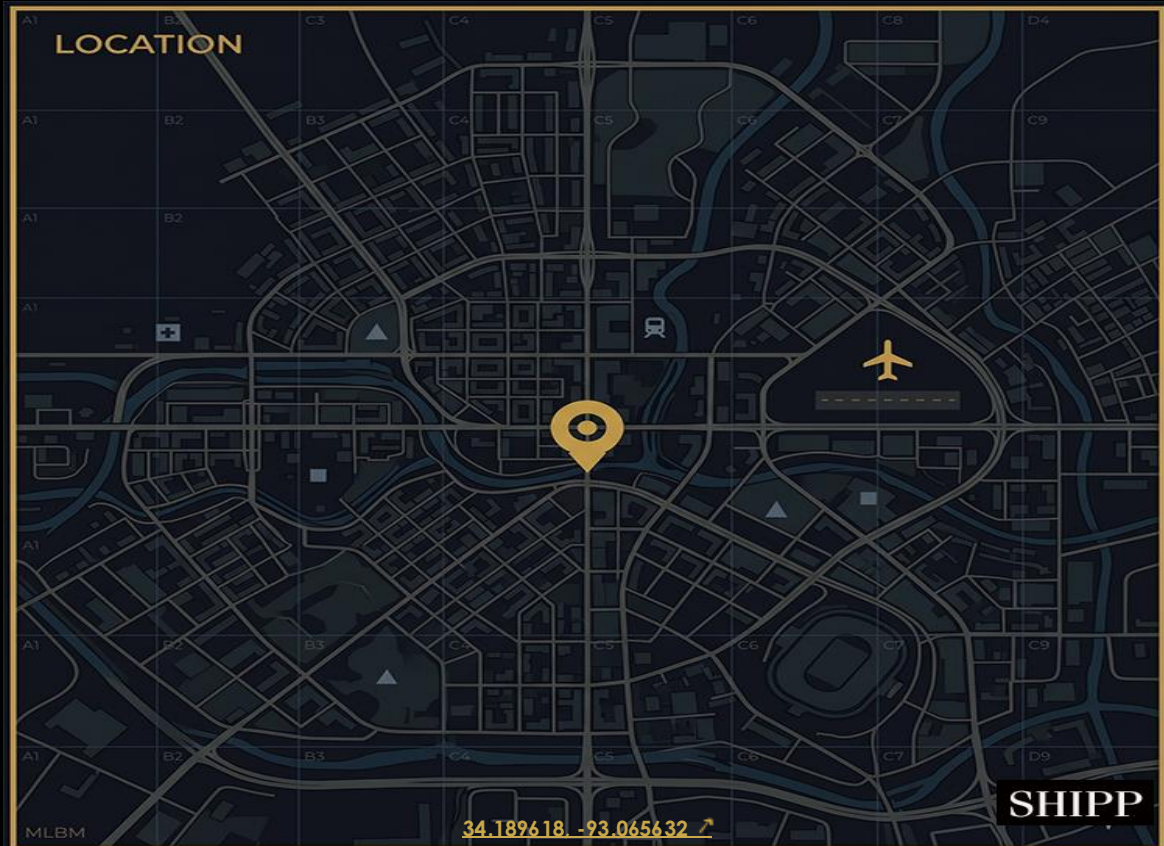 A1 B2 C3 C4 C5 C8 D4
LOCATION
A1 B2 B3 C4 C5 C6 C7 C9
A1 B2
A1
A1
A1 B2 B3 C4 C5 C6 C7 C9
A1 B2 B3 C4 C5 C6 C7 D9
SHIPP
MLBM
34.189618, -93.065632